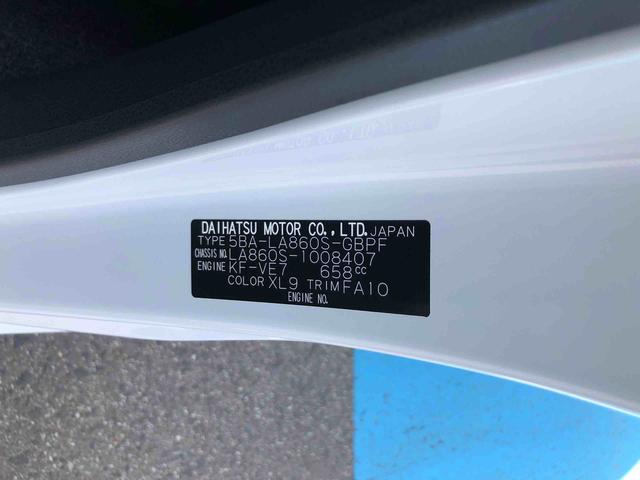 DAIHATSU MOTOR CO.,LTD. JAPAN
TYPE 5BA-LA860S-GBPF
CHASSIS NO. LA860S-1008407
ENGINE KF-VE7 658cc
COLOR XL9 TRIM FA10
ENGINE NO.